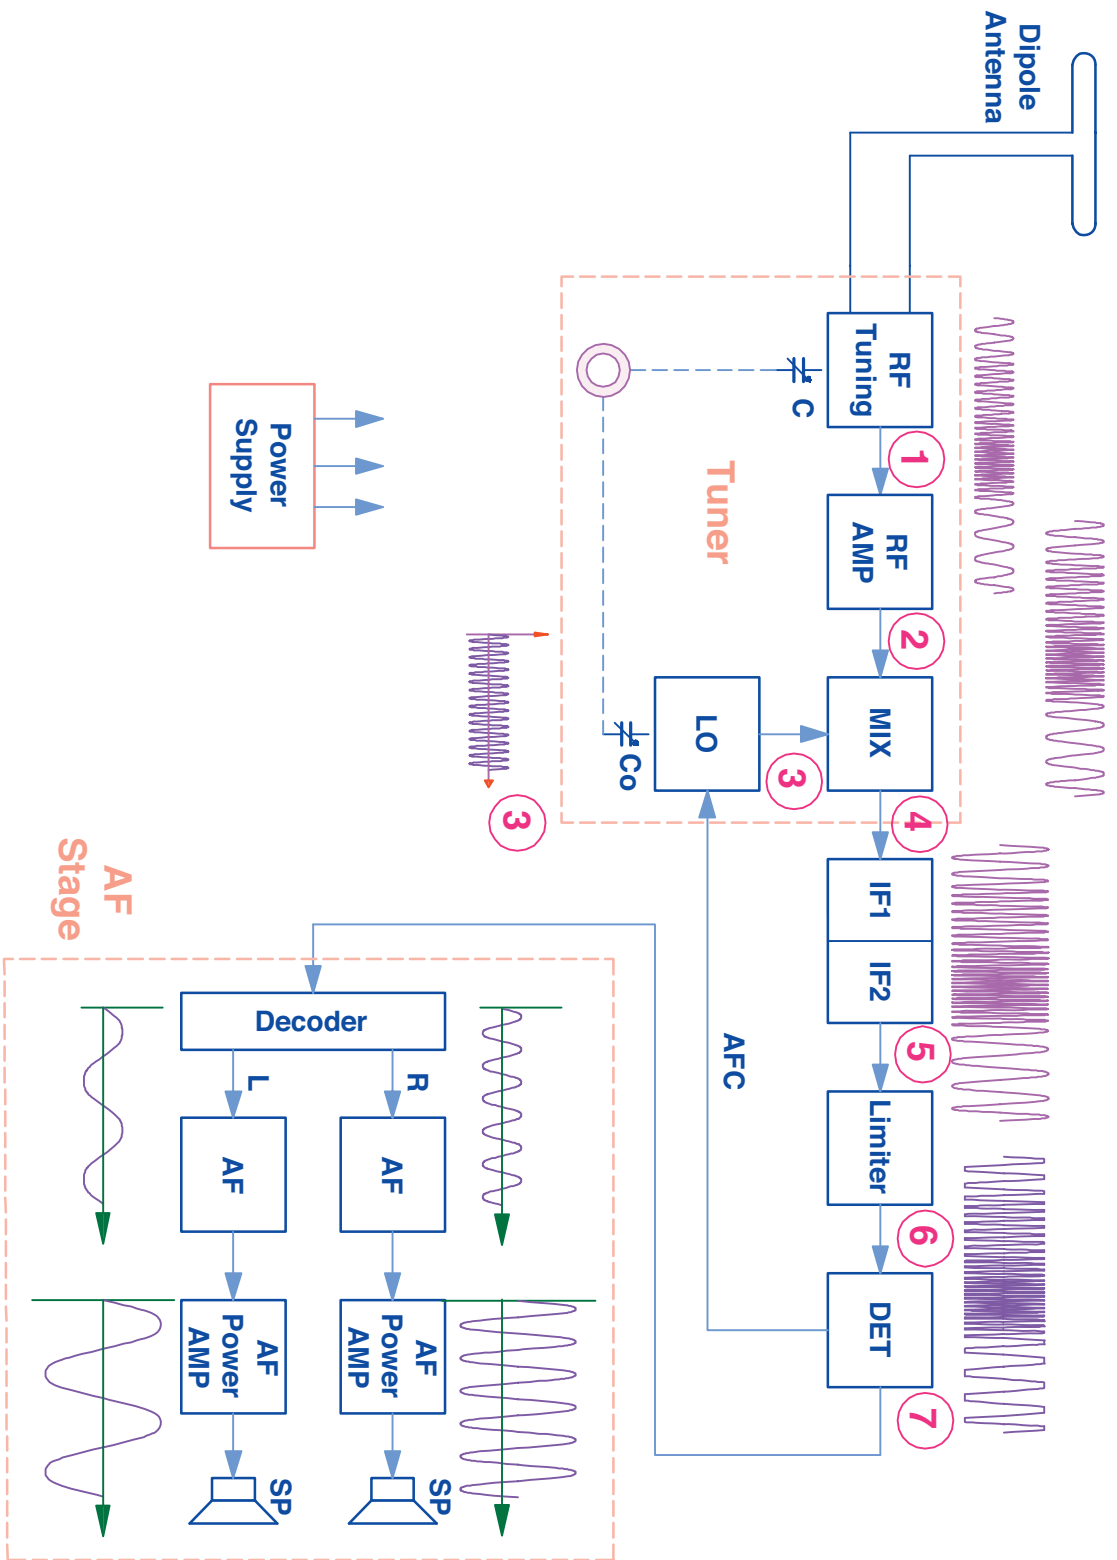 Dipole
Antenna
RF
Tuning
1
RF
AMP
2
MIX
4
IF1
IF2
5
Limiter
6
DET
7
C
Tuner
LO
3
Co
3
AFC
Power
Supply
AF
Stage
Decoder
R
AF
AF
Power
AMP
SP
L
AF
AF
Power
AMP
SP